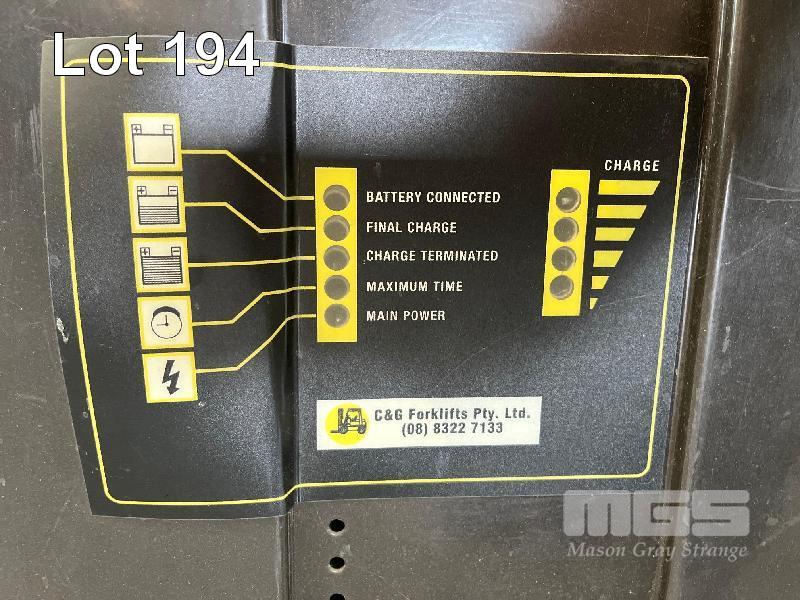 Lot 194
CHARGE
BATTERY CONNECTED
FINAL CHARGE
CHARGE TERMINATED
MAXIMUM TIME
MAIN POWER
C&G Forklifts Pty. Ltd.
(08) 8322 7133
MGS
Mason Gray Strange